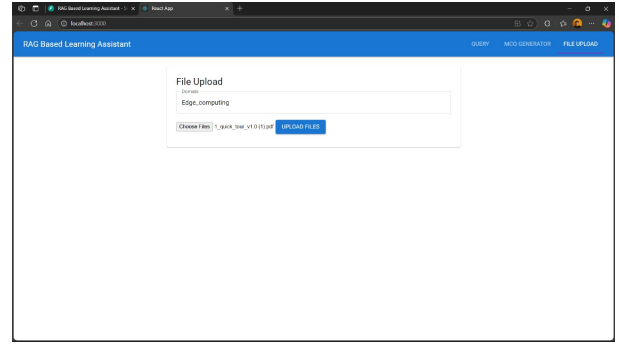 RAG Based Learning Assistant - S
React App
localhost:3000
RAG Based Learning Assistant
QUERY
MCQ GENERATOR
FILE UPLOAD
File Upload
Domain
Edge_computing
Choose Files 1_quick_tour_v1.0 (1).pdf UPLOAD FILES